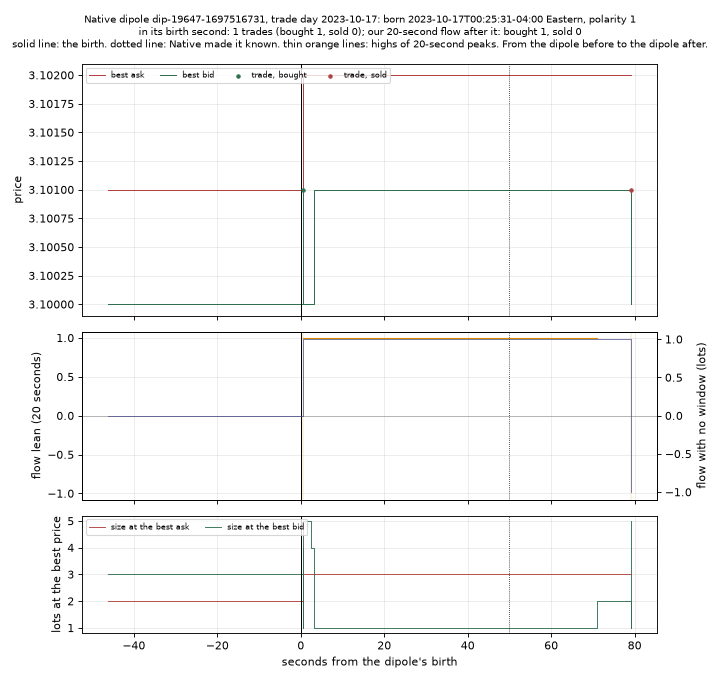 Native dipole dip-19647-1697516731, trade day 2023-10-17: born 2023-10-17T00:25:31-04:00 Eastern, polarity 1
in its birth second: 1 trades (bought 1, sold 0); our 20-second flow after it: bought 1, sold 0
solid line: the birth. dotted line: Native made it known. thin orange lines: highs of 20-second peaks. From the dipole before to the dipole after.
best ask
best bid
trade, bought
trade, sold
3.10200
3.10175
3.10150
3.10125
3.10100
3.10075
3.10050
3.10025
3.10000
price
1.0
0.5
0.0
−0.5
−1.0
flow lean (20 seconds)
1.0
0.5
0.0
−0.5
−1.0
flow with no window (lots)
size at the best ask
size at the best bid
5
4
3
2
1
lots at the best price
−40
−20
0
20
40
60
80
seconds from the dipole's birth